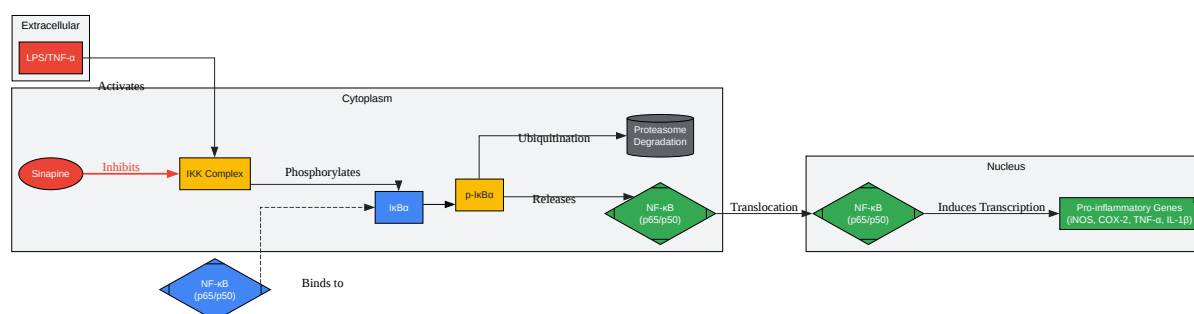 Extracellular
LPS/TNF-α
Activates
Cytoplasm
Sinapine
Inhibits
IKK Complex
Phosphorylates
IκBα
p-IκBα
Ubiquitination
Proteasome
Degradation
Releases
NF-κB
(p65/p50)
Translocation
Nucleus
NF-κB
(p65/p50)
Induces Transcription
Pro-inflammatory Genes
(iNOS, COX-2, TNF-α, IL-1β)
NF-κB
(p65/p50)
Binds to